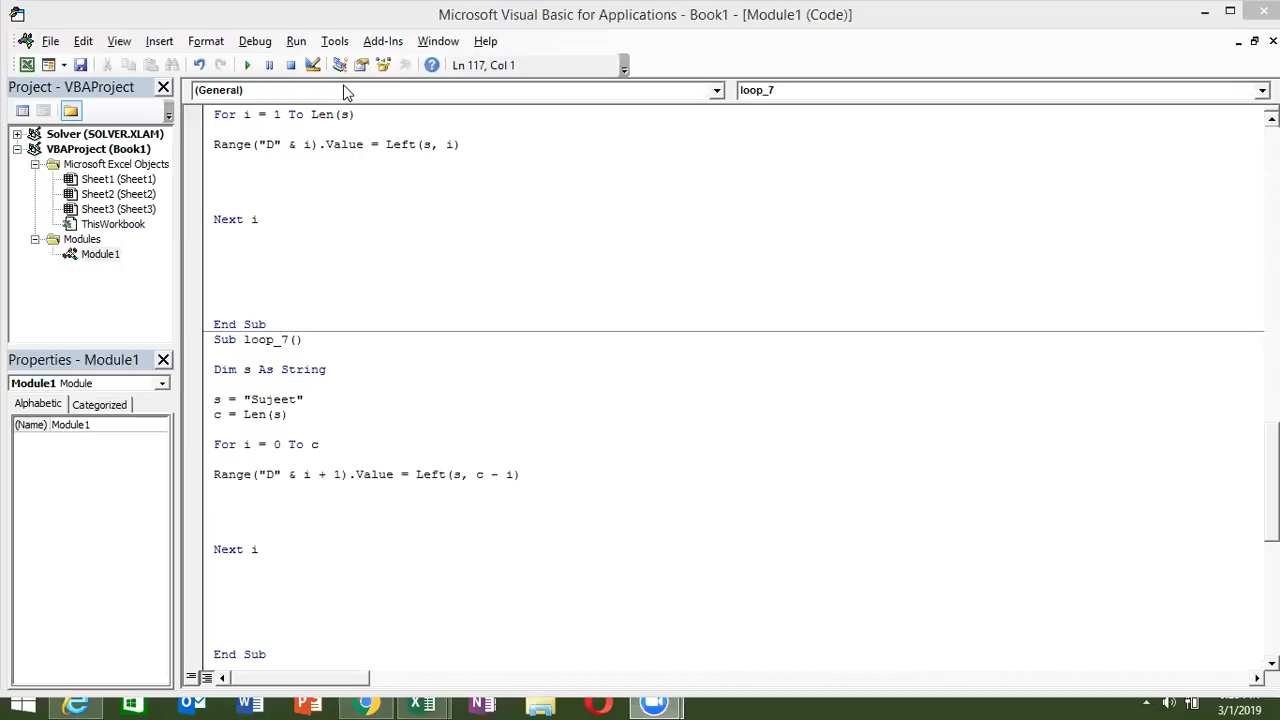 Microsoft Visual Basic for Applications - Book1 - [Module1 (Code)]
File Edit View Insert Format Debug Run Tools Add-Ins Window Help
Ln 117, Col 1
Project - VBAProject
(General)
loop_7
Solver (SOLVER.XLAM)
VBAProject (Book1)
Microsoft Excel Objects
Sheet1 (Sheet1)
Sheet2 (Sheet2)
Sheet3 (Sheet3)
ThisWorkbook
Modules
Module1
Properties - Module1
Module1 Module
Alphabetic Categorized
(Name) Module1
For i = 1 To Len(s)
Range("D" & i).Value = Left(s, i)
Next i
End Sub
Sub loop_7()
Dim s As String
s = "Sujeet"
c = Len(s)
For i = 0 To c
Range("D" & i + 1).Value = Left(s, c - i)
Next i
End Sub
3/1/2019